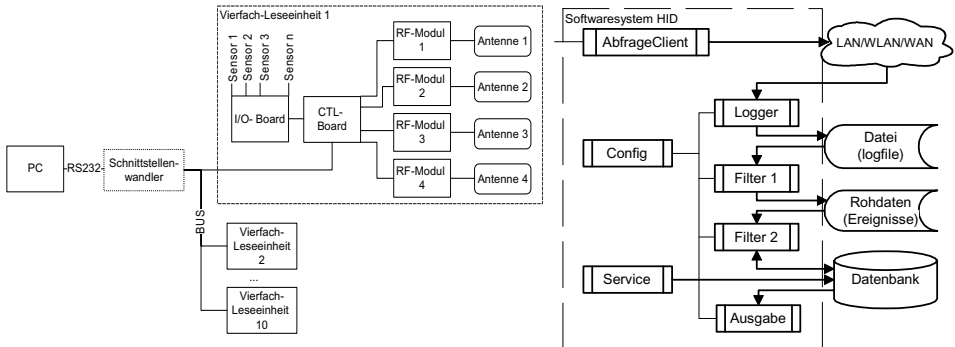 Vierfach-Leseeinheit 1
Sensor 1
Sensor 2
Sensor 3
Sensor n
I/O- Board
CTL-
Board
RF-Modul
1
Antenne 1
RF-Modul
2
Antenne 2
RF-Modul
3
Antenne 3
RF-Modul
4
Antenne 4
PC
RS232
Schnittstellen-
wandler
BUS
Vierfach-
Leseeinheit
2
...
Vierfach-
Leseeinheit
10
Softwaresystem HID
AbfrageClient
LAN/WLAN/WAN
Logger
Datei
(logfile)
Config
Filter 1
Rohdaten
(Ereignisse)
Filter 2
Service
Datenbank
Ausgabe